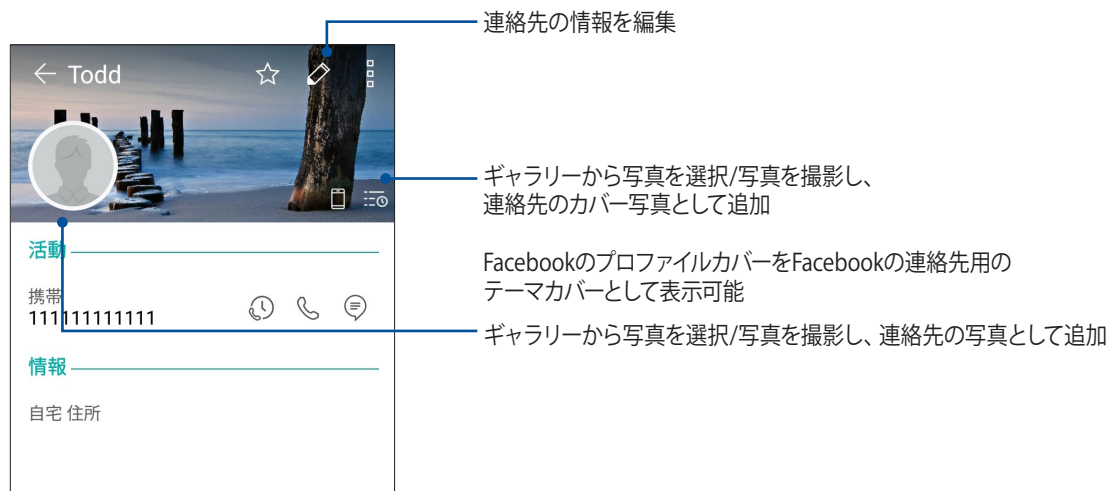 連絡先の情報を編集
Todd
ギャラリーから写真を選択/写真を撮影し、
連絡先のカバー写真として追加
活動
FacebookのプロファイルカバーをFacebookの連絡先用の
テーマカバーとして表示可能
携帯
111111111111
ギャラリーから写真を選択/写真を撮影し、連絡先の写真として追加
情報
自宅 住所